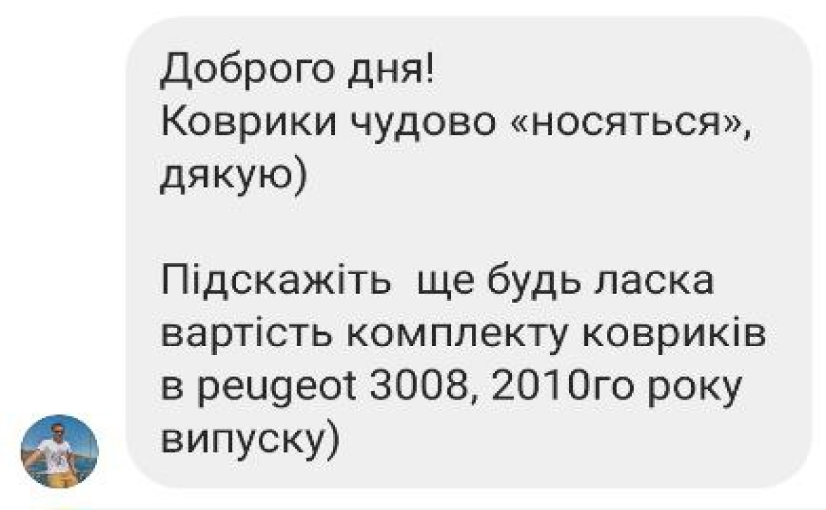 Доброго дня!
Коврики чудово «носяться»,
дякую)
Підскажіть  ще будь ласка
вартість комплекту ковриків
в peugeot 3008, 2010го року
випуску)